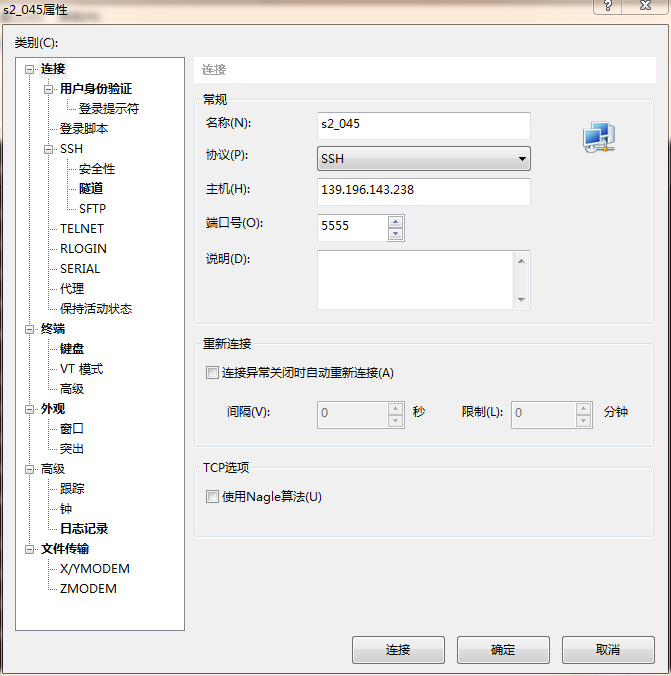 s2_045属性
类别(C):
连接
用户身份验证
登录提示符
登录脚本
SSH
安全性
隧道
SFTP
TELNET
RLOGIN
SERIAL
代理
保持活动状态
终端
键盘
VT 模式
高级
外观
窗口
突出
高级
跟踪
钟
日志记录
文件传输
X/YMODEM
ZMODEM
连接
常规
名称(N): s2_045
协议(P): SSH
主机(H): 139.196.143.238
端口号(O): 5555
说明(D):
重新连接
连接异常关闭时自动重新连接(A)
间隔(V): 0 秒 限制(L): 0 分钟
TCP选项
使用Nagle算法(U)
连接 确定 取消